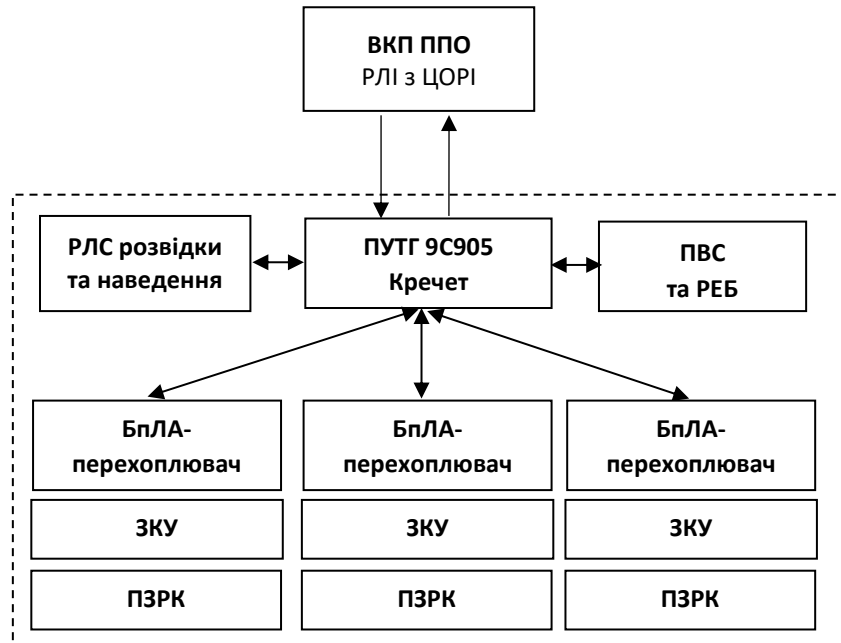 ВКП ППО
РЛІ з ЦОРІ
РЛС розвідки
та наведення
ПУТГ 9С905
Кречет
ПВС
та РЕБ
БпЛА-
перехоплювач
БпЛА-
перехоплювач
БпЛА-
перехоплювач
ЗКУ
ЗКУ
ЗКУ
ПЗРК
ПЗРК
ПЗРК